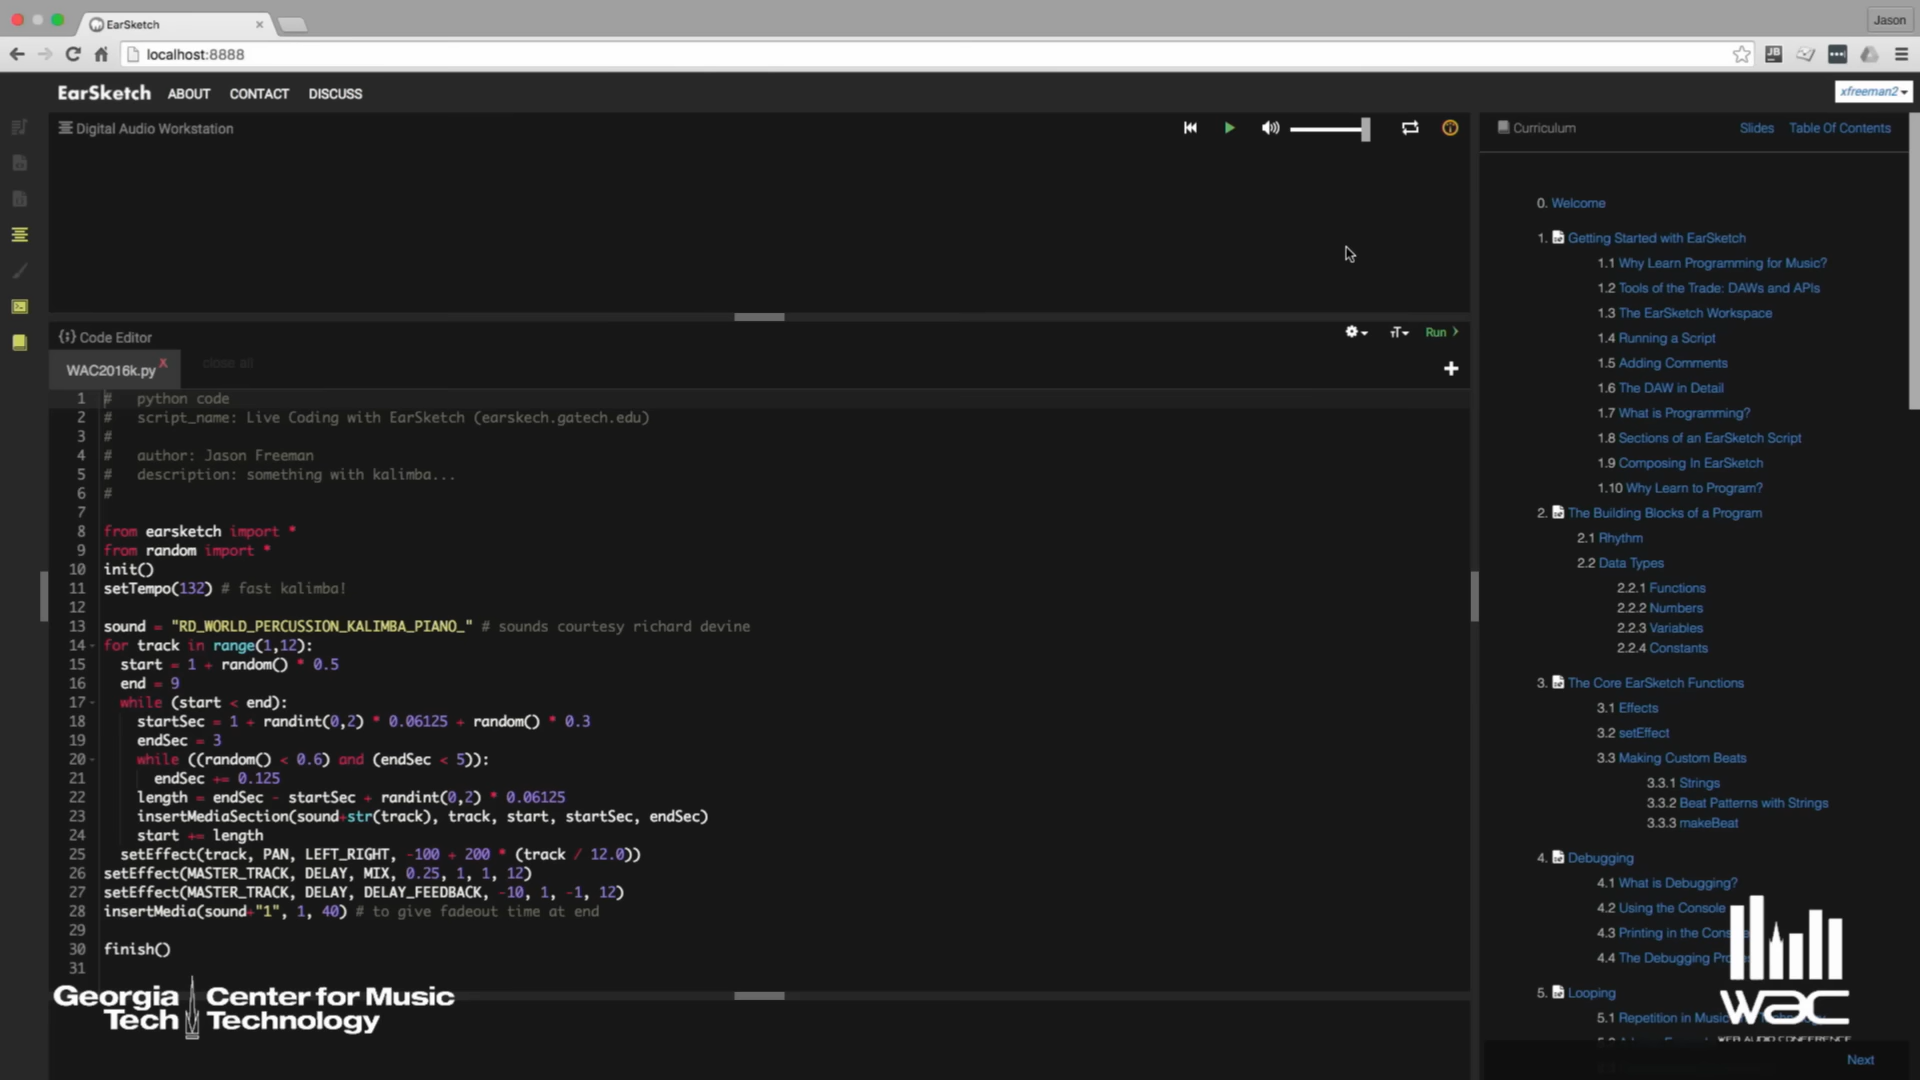 EarSketch
Jason
localhost:8888
EarSketch ABOUT CONTACT DISCUSS
xfreeman2
Digital Audio Workstation
Curriculum Slides Table Of Contents
0. Welcome
1. Getting Started with EarSketch
1.1 Why Learn Programming for Music?
1.2 Tools of the Trade: DAWs and APIs
1.3 The EarSketch Workspace
1.4 Running a Script
1.5 Adding Comments
1.6 The DAW in Detail
1.7 What is Programming?
1.8 Sections of an EarSketch Script
1.9 Composing In EarSketch
1.10 Why Learn to Program?
2. The Building Blocks of a Program
2.1 Rhythm
2.2 Data Types
2.2.1 Functions
2.2.2 Numbers
2.2.3 Variables
2.2.4 Constants
3. The Core EarSketch Functions
3.1 Effects
3.2 setEffect
3.3 Making Custom Beats
3.3.1 Strings
3.3.2 Beat Patterns with Strings
3.3.3 makeBeat
4. Debugging
4.1 What is Debugging?
4.2 Using the Console
4.3 Printing in the Cons
4.4 The Debugging Pr
5. Looping
5.1 Repetition in Music
Next
{;} Code Editor
Run
WAC2016k.py x close all
1 #   python code
2 #   script_name: Live Coding with EarSketch (earskech.gatech.edu)
3 #
4 #   author: Jason Freeman
5 #   description: something with kalimba...
6 #
7
8 from earsketch import *
9 from random import *
10 init()
11 setTempo(132) # fast kalimba!
12
13 sound = "RD_WORLD_PERCUSSION_KALIMBA_PIANO_" # sounds courtesy richard devine
14 for track in range(1,12):
15   start = 1 + random() * 0.5
16   end = 9
17   while (start < end):
18     startSec = 1 + randint(0,2) * 0.06125 + random() * 0.3
19     endSec = 3
20     while ((random() < 0.6) and (endSec < 5)):
21       endSec += 0.125
22     length = endSec - startSec + randint(0,2) * 0.06125
23     insertMediaSection(sound+str(track), track, start, startSec, endSec)
24     start += length
25   setEffect(track, PAN, LEFT_RIGHT, -100 + 200 * (track / 12.0))
26 setEffect(MASTER_TRACK, DELAY, MIX, 0.25, 1, 1, 12)
27 setEffect(MASTER_TRACK, DELAY, DELAY_FEEDBACK, -10, 1, -1, 12)
28 insertMedia(sound+"1", 1, 40) # to give fadeout time at end
29
30 finish()
31
Georgia Tech
Center for Music Technology
wac
WEB AUDIO CONFERENCE